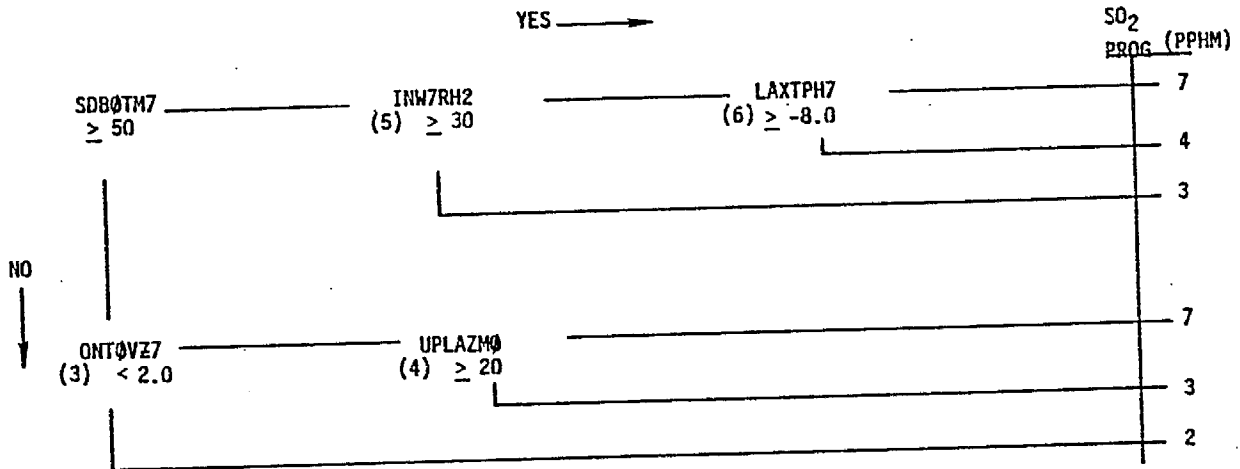 YES
SO2
PROG (PPHM)
SDBØTM7
≥ 50
INW7RH2
(5) ≥ 30
LAXTPH7
(6) ≥ -8.0
7
4
3
NO
ONTØVZ7
(3) < 2.0
UPLAZMØ
(4) ≥ 20
7
3
2